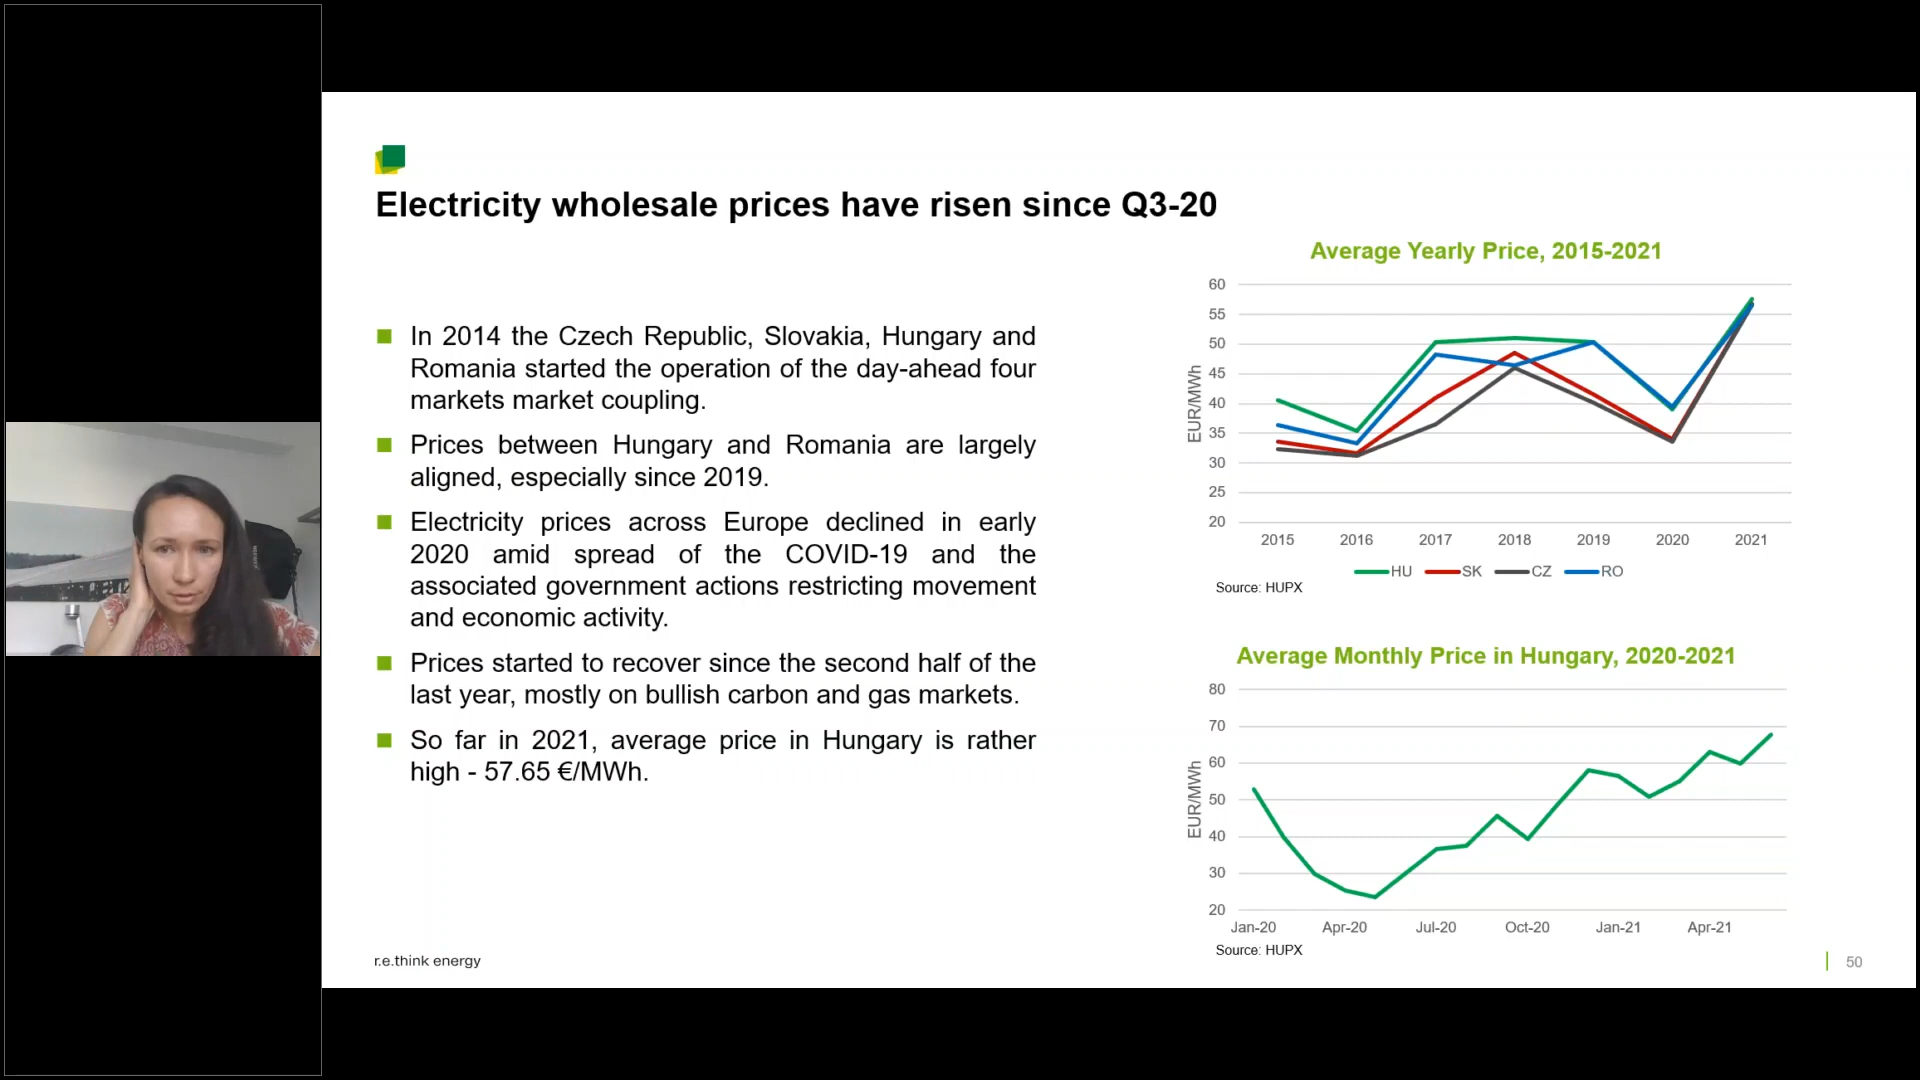 Electricity wholesale prices have risen since Q3-20
In 2014 the Czech Republic, Slovakia, Hungary and
Romania started the operation of the day-ahead four
markets market coupling.
Prices between Hungary and Romania are largely
aligned, especially since 2019.
Electricity prices across Europe declined in early
2020 amid spread of the COVID-19 and the
associated government actions restricting movement
and economic activity.
Prices started to recover since the second half of the
last year, mostly on bullish carbon and gas markets.
So far in 2021, average price in Hungary is rather
high - 57.65 €/MWh.
Average Yearly Price, 2015-2021
EUR/MWh
60
55
50
45
40
35
30
25
20
2015 2016 2017 2018 2019 2020 2021
HU SK CZ RO
Source: HUPX
Average Monthly Price in Hungary, 2020-2021
EUR/MWh
80
70
60
50
40
30
20
Jan-20 Apr-20 Jul-20 Oct-20 Jan-21 Apr-21
Source: HUPX
r.e.think energy
50